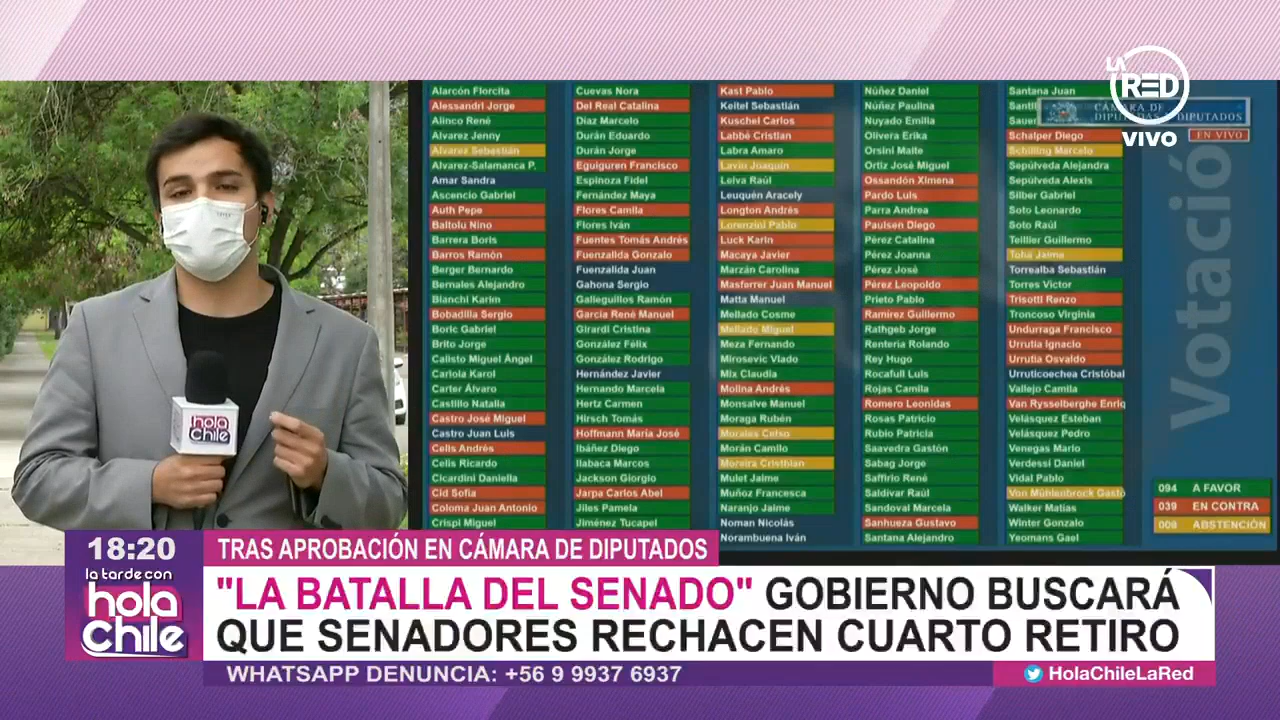 LA
RED
VIVO
CÁMARA DE
DIPUTADAS Y DIPUTADOS
EN VIVO
Votació
Alarcón Florcita
Alessandri Jorge
Alinco René
Alvarez Jenny
Alvarez Sebastián
Alvarez-Salamanca P.
Amar Sandra
Ascencio Gabriel
Auth Pepe
Baltolu Nino
Barrera Boris
Barros Ramón
Berger Bernardo
Bernales Alejandro
Bianchi Karim
Bobadilla Sergio
Boric Gabriel
Brito Jorge
Calisto Miguel Ángel
Cariola Karol
Carter Álvaro
Castillo Natalia
Castro José Miguel
Castro Juan Luis
Celis Andrés
Celis Ricardo
Cicardini Daniella
Cid Sofía
Coloma Juan Antonio
Crispi Miguel
Cuevas Nora
Del Real Catalina
Díaz Marcelo
Durán Eduardo
Durán Jorge
Eguiguren Francisco
Espinoza Fidel
Fernández Maya
Flores Camila
Flores Iván
Fuentes Tomás Andrés
Fuenzalida Gonzalo
Fuenzalida Juan
Gahona Sergio
Galleguillos Ramón
García René Manuel
Girardi Cristina
González Félix
González Rodrigo
Hernández Javier
Hernando Marcela
Hertz Carmen
Hirsch Tomás
Hoffmann María José
Ibáñez Diego
Ilabaca Marcos
Jackson Giorgio
Jarpa Carlos Abel
Jiles Pamela
Jiménez Tucapel
Kast Pablo
Keitel Sebastián
Kuschel Carlos
Labbé Cristian
Labra Amaro
Lavín Joaquín
Leiva Raúl
Leuquén Aracely
Longton Andrés
Lorenzini Pablo
Luck Karin
Macaya Javier
Marzán Carolina
Masferrer Juan Manuel
Matta Manuel
Mellado Cosme
Mellado Miguel
Meza Fernando
Mirosevic Vlado
Mix Claudia
Molina Andrés
Monsalve Manuel
Moraga Rubén
Morales Celso
Morán Camilo
Moreira Cristhian
Mulet Jaime
Muñoz Francesca
Naranjo Jaime
Noman Nicolás
Norambuena Iván
Núñez Daniel
Núñez Paulina
Nuyado Emilia
Olivera Erika
Orsini Maite
Ortiz José Miguel
Ossandón Ximena
Pardo Luis
Parra Andrea
Paulsen Diego
Pérez Catalina
Pérez Joanna
Pérez José
Pérez Leopoldo
Prieto Pablo
Ramírez Guillermo
Rathgeb Jorge
Rentería Rolando
Rey Hugo
Rocafull Luis
Rojas Camila
Romero Leonidas
Rosas Patricio
Rubio Patricia
Saavedra Gastón
Sabag Jorge
Saffirio René
Saldívar Raúl
Sandoval Marcela
Sanhueza Gustavo
Santana Alejandro
Santana Juan
Santi
Sauer
Schalper Diego
Schilling Marcelo
Sepúlveda Alejandra
Sepúlveda Alexis
Silber Gabriel
Soto Leonardo
Soto Raúl
Teillier Guillermo
Tohá Jaime
Torrealba Sebastián
Torres Víctor
Trisotti Renzo
Troncoso Virginia
Undurraga Francisco
Urrutia Ignacio
Urrutia Osvaldo
Urruticoechea Cristóbal
Vallejo Camila
Van Rysselberghe Enriq
Velásquez Esteban
Velásquez Pedro
Venegas Mario
Verdessi Daniel
Vidal Pablo
Von Mühlenbrock Gasto
Walker Matías
Winter Gonzalo
Yeomans Gael
094 A FAVOR
039 EN CONTRA
ABSTENCIÓN
hola
Chile
18:20
la tarde con
hola
Chile
TRAS APROBACIÓN EN CÁMARA DE DIPUTADOS
"LA BATALLA DEL SENADO" GOBIERNO BUSCARÁ
QUE SENADORES RECHACEN CUARTO RETIRO
WHATSAPP DENUNCIA: +56 9 9937 6937
HolaChileLaRed